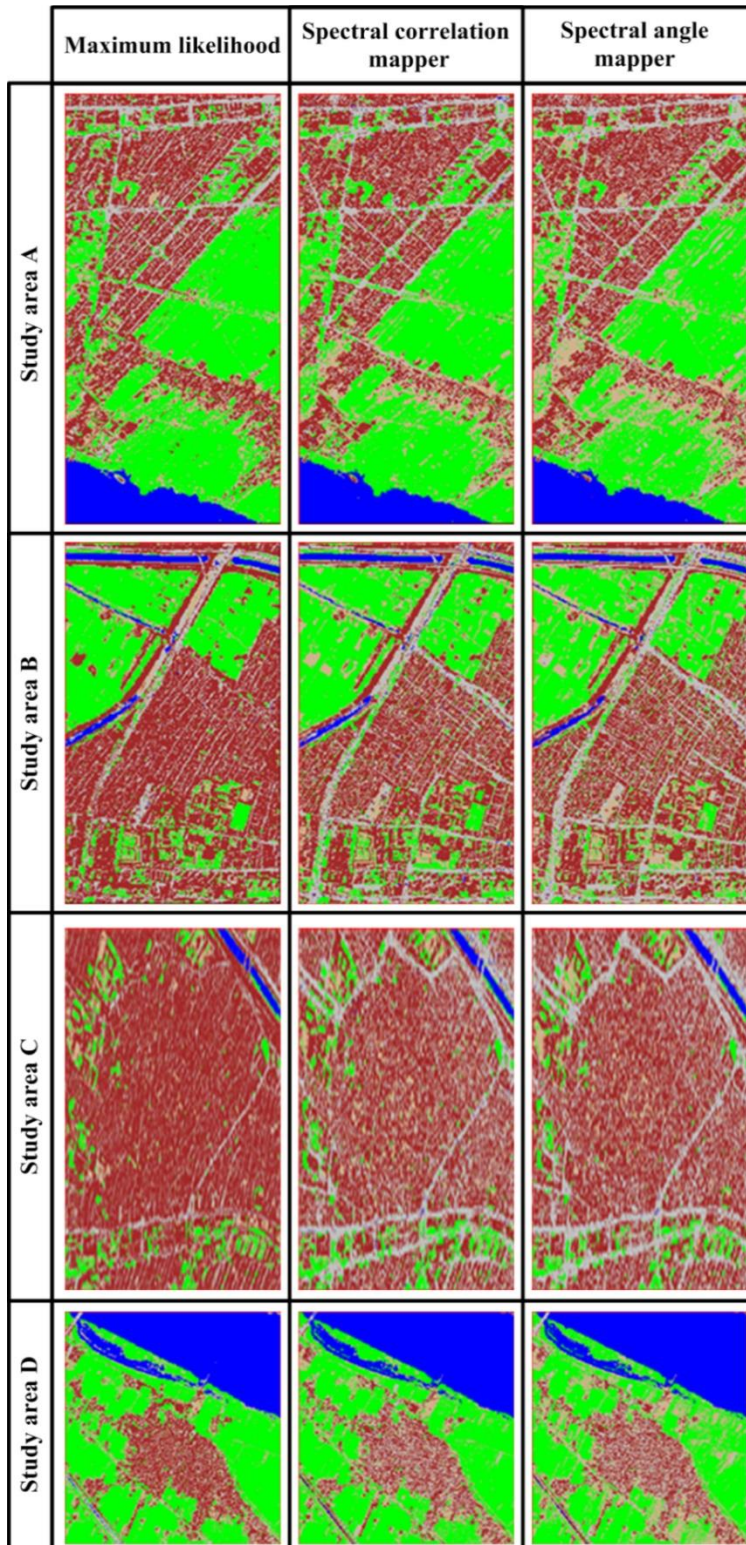 Maximum likelihood
Spectral correlation
mapper
Spectral angle
mapper
Study area A
Study area B
Study area C
Study area D